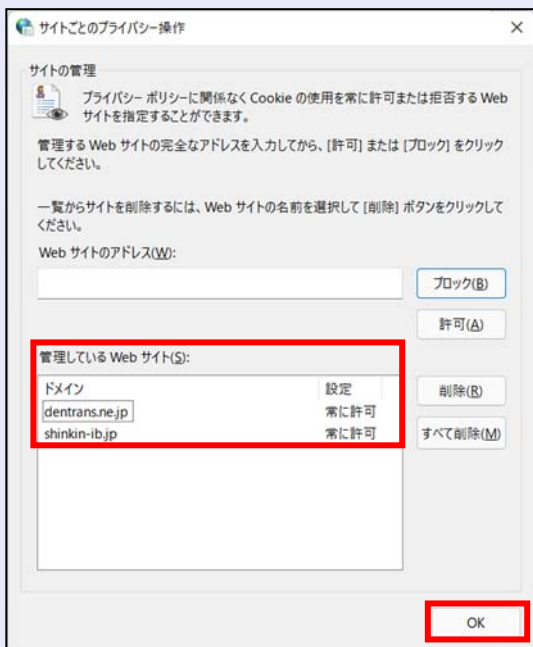 サイトごとのプライバシー操作
サイトの管理
プライバシー ポリシーに関係なく Cookie の使用を常に許可または拒否する Web
サイトを指定することができます。
管理する Web サイトの完全なアドレスを入力してから、[許可] または [ブロック] をクリック
してください。
一覧からサイトを削除するには、Web サイトの名前を選択して [削除] ボタンをクリックして
ください。
Web サイトのアドレス(W):
ブロック(B)
許可(A)
管理している Web サイト(S):
ドメイン 設定
dentrans.ne.jp 常に許可
shinkin-ib.jp 常に許可
削除(R)
すべて削除(M)
OK